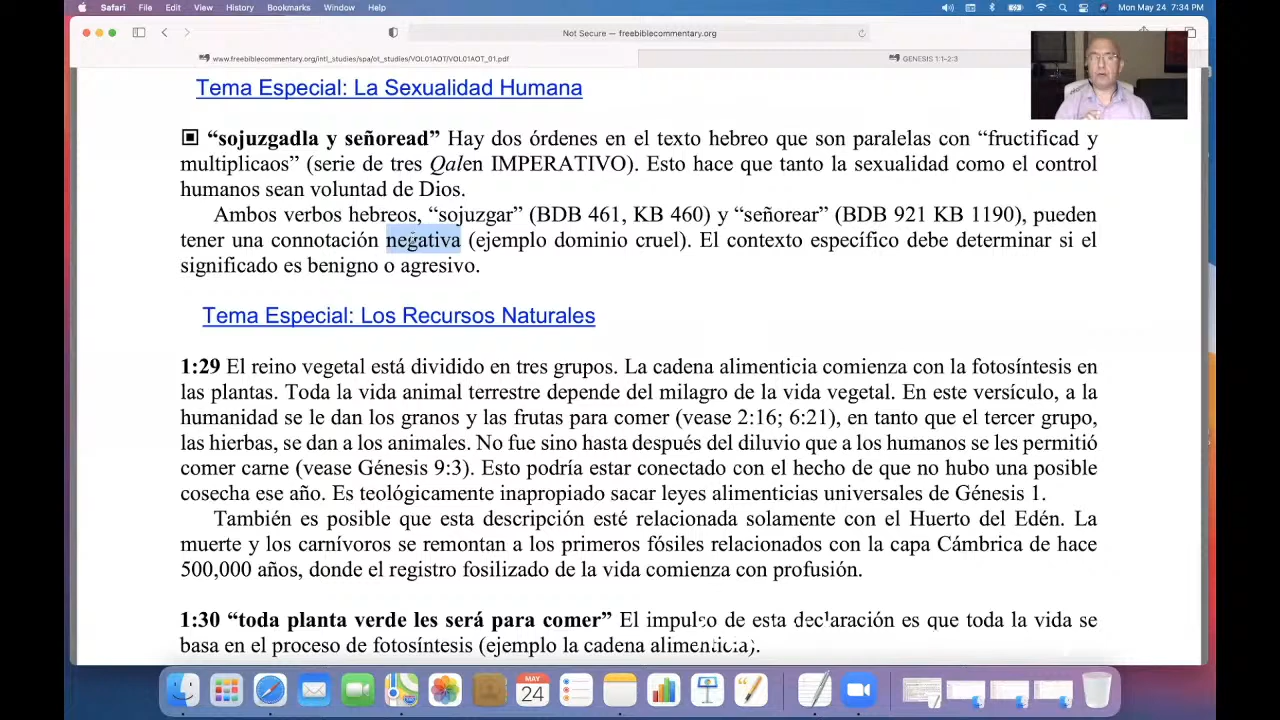 Safari File Edit View History Bookmarks Window Help Mon May 24 7:34 PM
Not Secure — freebiblecommentary.org
www.freebiblecommentary.org/intl_studies/spa/ot_studies/VOL01AOT/VOL01AOT_01.pdf GENESIS 1:1-2:3
Tema Especial: La Sexualidad Humana
“sojuzgadla y señoread” Hay dos órdenes en el texto hebreo que son paralelas con “fructificad y
multiplicaos” (serie de tres Qalen IMPERATIVO). Esto hace que tanto la sexualidad como el control
humanos sean voluntad de Dios.
Ambos verbos hebreos, “sojuzgar” (BDB 461, KB 460) y “señorear” (BDB 921 KB 1190), pueden
tener una connotación negativa (ejemplo dominio cruel). El contexto específico debe determinar si el
significado es benigno o agresivo.
Tema Especial: Los Recursos Naturales
1:29 El reino vegetal está dividido en tres grupos. La cadena alimenticia comienza con la fotosíntesis en
las plantas. Toda la vida animal terrestre depende del milagro de la vida vegetal. En este versículo, a la
humanidad se le dan los granos y las frutas para comer (vease 2:16; 6:21), en tanto que el tercer grupo,
las hierbas, se dan a los animales. No fue sino hasta después del diluvio que a los humanos se les permitió
comer carne (vease Génesis 9:3). Esto podría estar conectado con el hecho de que no hubo una posible
cosecha ese año. Es teológicamente inapropiado sacar leyes alimenticias universales de Génesis 1.
También es posible que esta descripción esté relacionada solamente con el Huerto del Edén. La
muerte y los carnívoros se remontan a los primeros fósiles relacionados con la capa Cámbrica de hace
500,000 años, donde el registro fosilizado de la vida comienza con profusión.
1:30 “toda planta verde les será para comer” El impulso de esta declaración es que toda la vida se
basa en el proceso de fotosíntesis (ejemplo la cadena alimenticia).
MAY
24